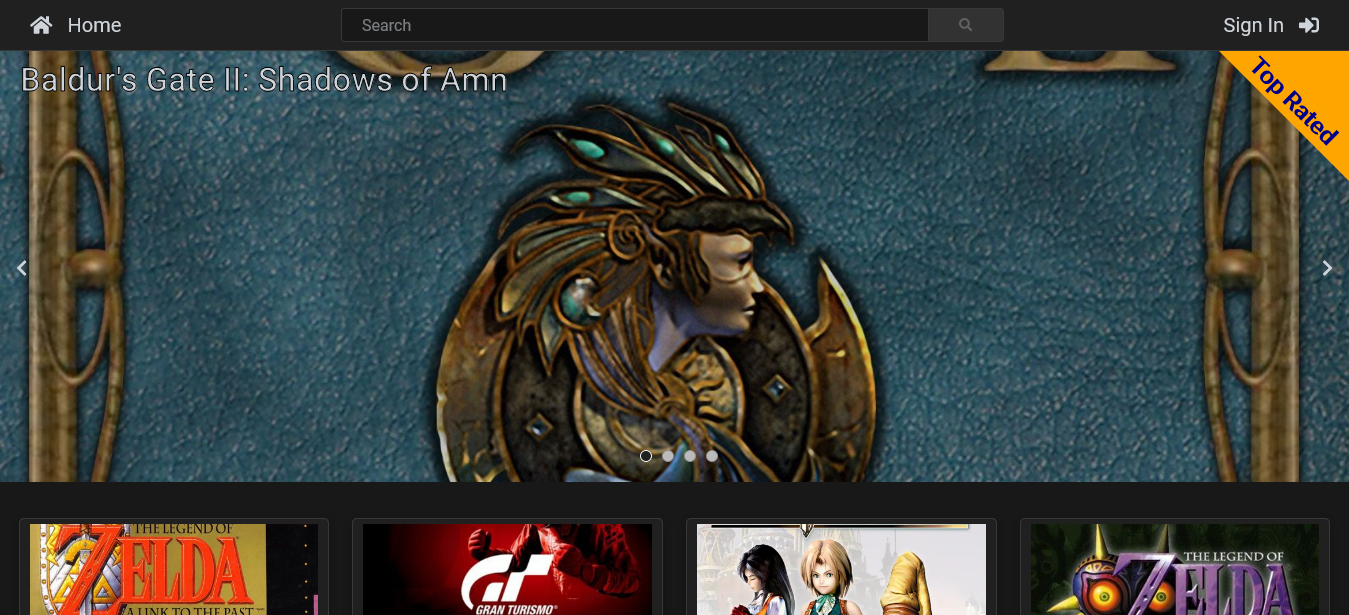 Home
Search
Sign In
Baldur's Gate II: Shadows of Amn
Top Rated
THE LEGEND OF
ZELDA
A LINK TO THE PAST
GT
GRAN TURISMO
THE LEGEND OF
ZELDA